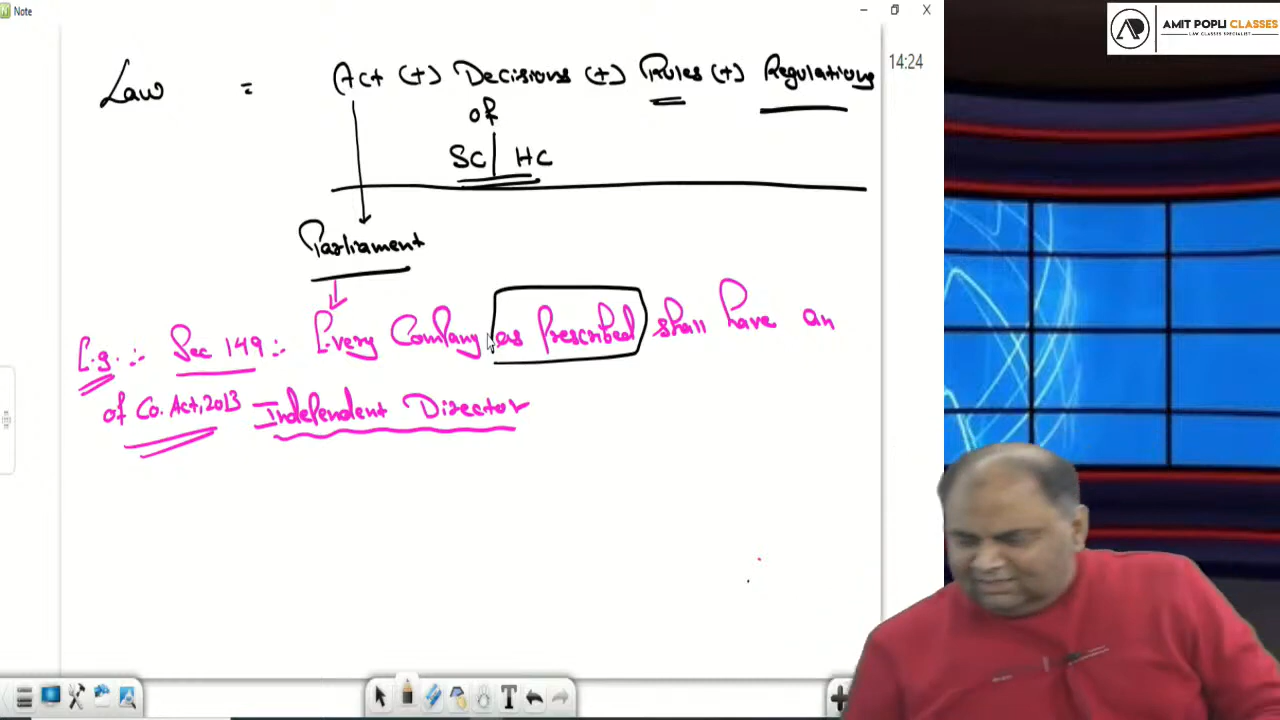 Note
AMIT POPLI CLASSES
LAW CLASSES SPECIALIST
14:24
Law = Act (+) Decisions (+) Rules (+) Regulations
of
SC | HC
Parliament
E.g. :- Sec 149 :- Every Company as Prescribed shall have an
of Co. Act, 2013 Independent Director